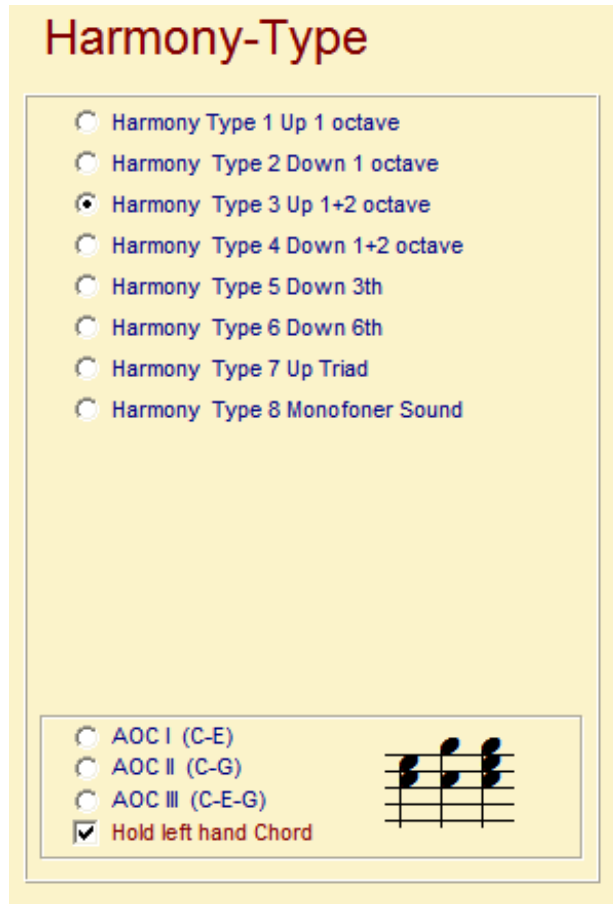 Harmony-Type
Harmony Type 1 Up 1 octave
Harmony Type 2 Down 1 octave
Harmony Type 3 Up 1+2 octave
Harmony Type 4 Down 1+2 octave
Harmony Type 5 Down 3th
Harmony Type 6 Down 6th
Harmony Type 7 Up Triad
Harmony Type 8 Monofoner Sound
AOC I (C-E)
AOC II (C-G)
AOC III (C-E-G)
Hold left hand Chord